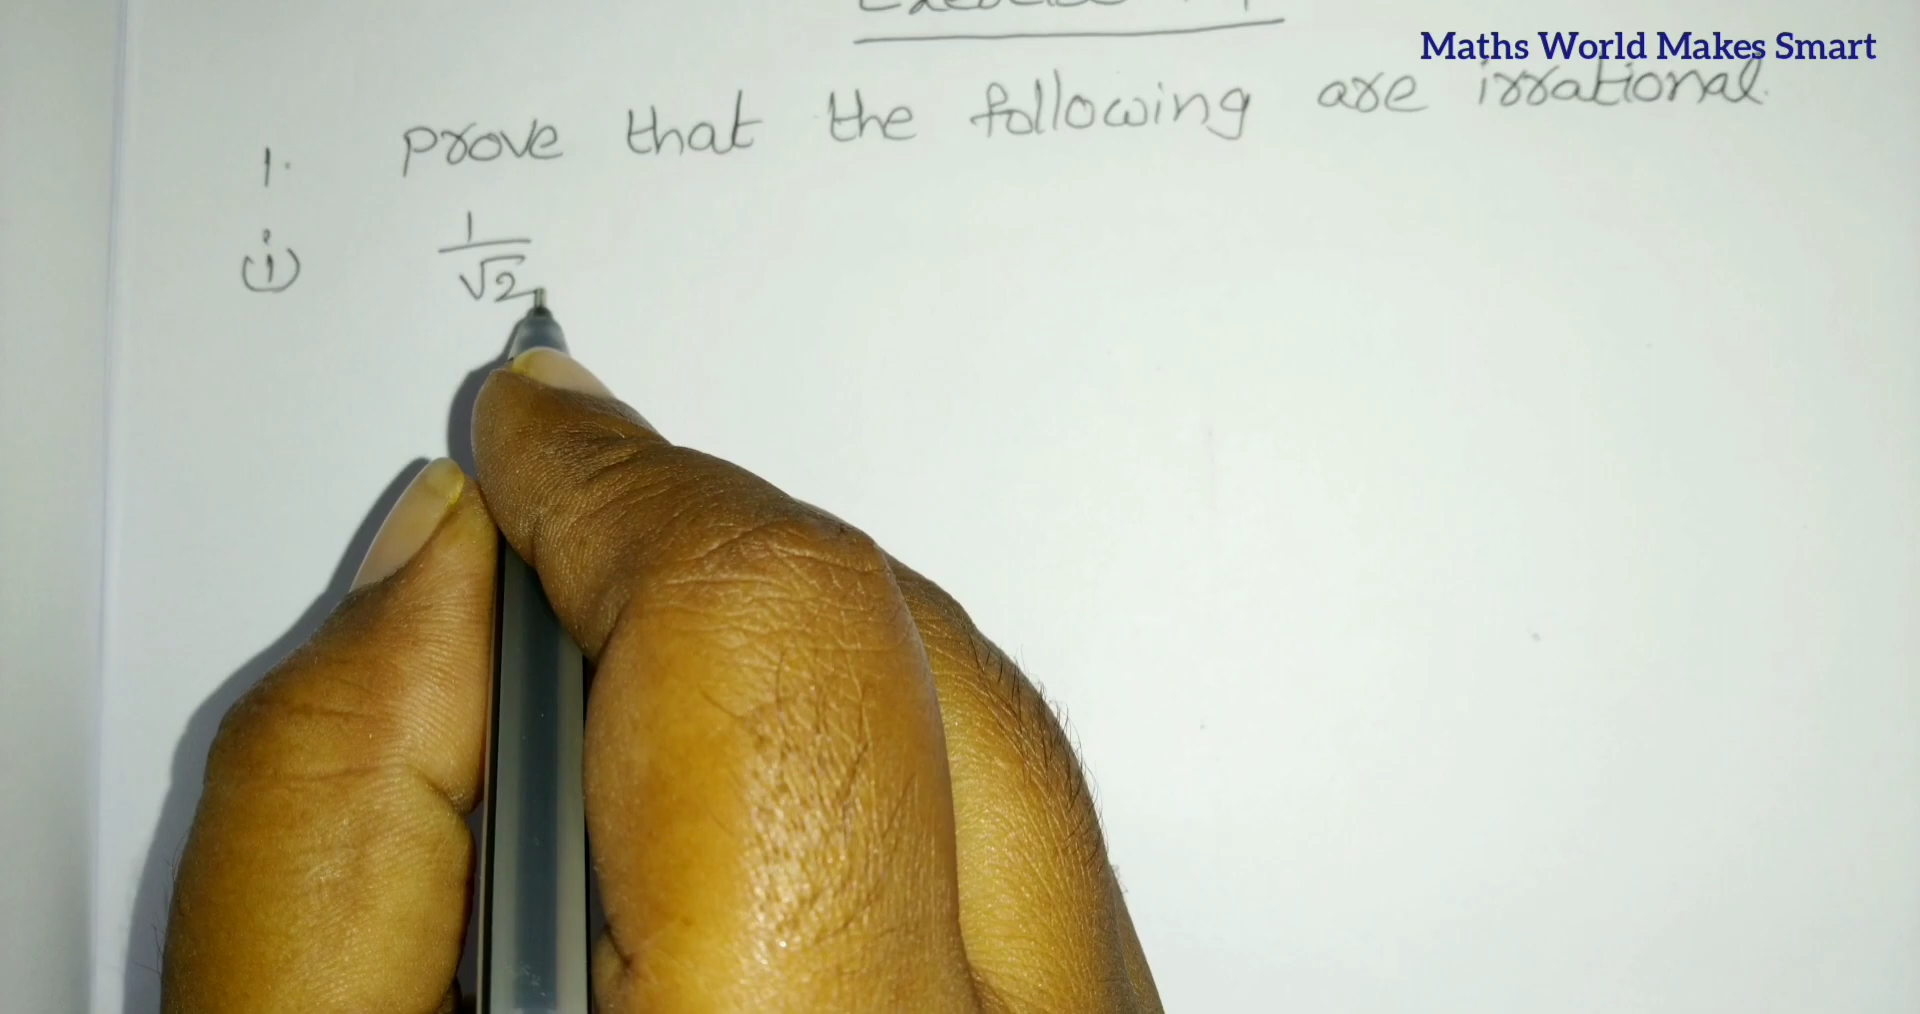 Maths World Makes Smart
1. prove that the following are irrational.
(i) 1/√2